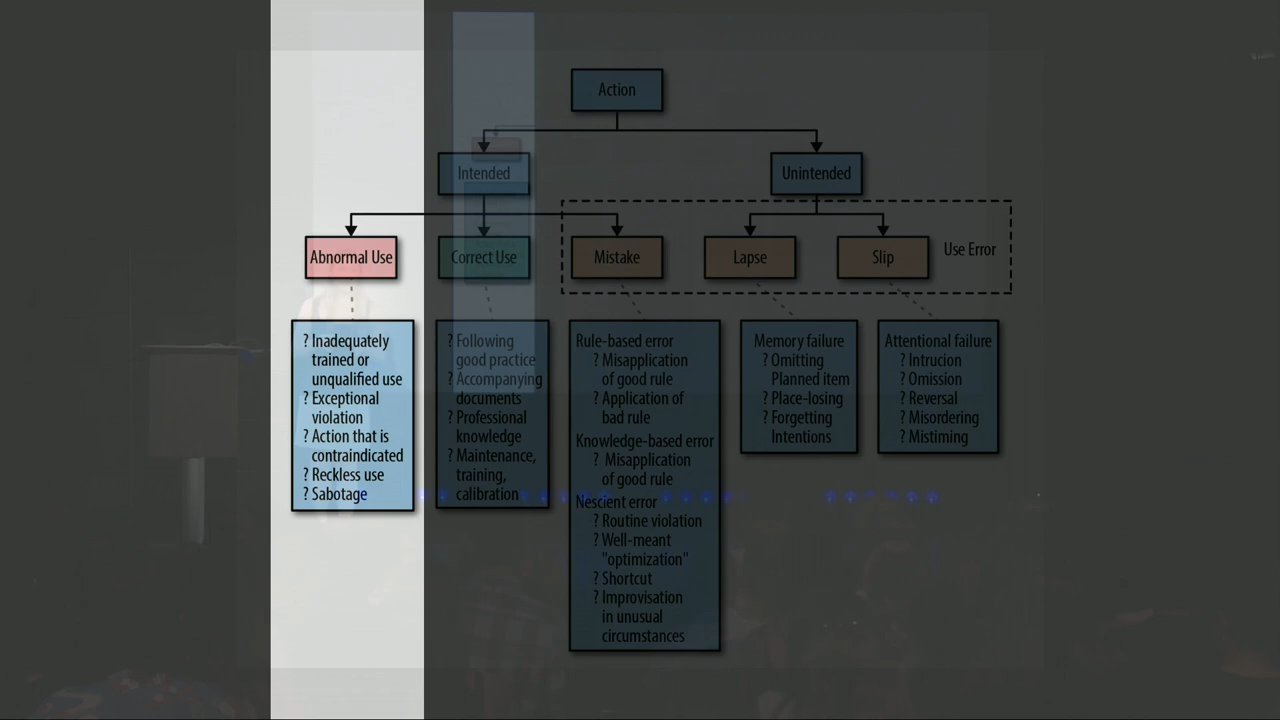 Action
Intended
Unintended
Abnormal Use
Correct Use
Mistake
Lapse
Slip
Use Error
? Inadequately
trained or
unqualified use
? Exceptional
violation
? Action that is
contraindicated
? Reckless use
? Sabotage
? Following
good practice
? Accompanying
documents
? Professional
knowledge
? Maintenance,
training,
calibration
Rule-based error
? Misapplication
of good rule
? Application of
bad rule
Knowledge-based error
? Misapplication
of good rule
Nescient error
? Routine violation
? Well-meant
"optimization"
? Shortcut
? Improvisation
in unusual
circumstances
Memory failure
? Omitting
Planned item
? Place-losing
? Forgetting
Intentions
Attentional failure
? Intrucion
? Omission
? Reversal
? Misordering
? Mistiming